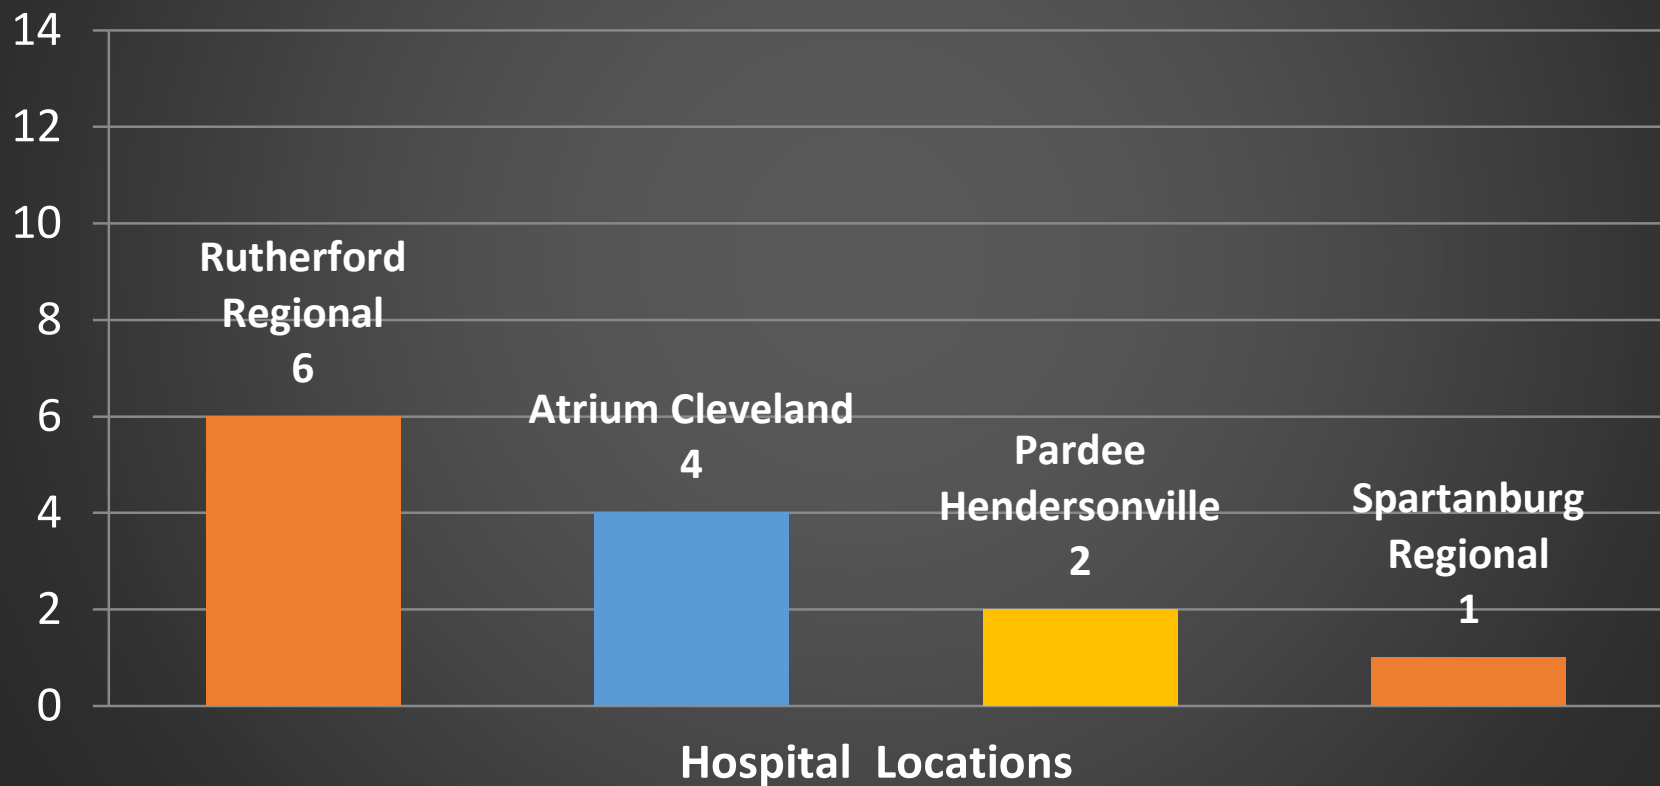 14
12
10
8
6
4
2
0
Rutherford
Regional
6
Atrium Cleveland
4
Pardee
Hendersonville
2
Spartanburg
Regional
1
Hospital Locations